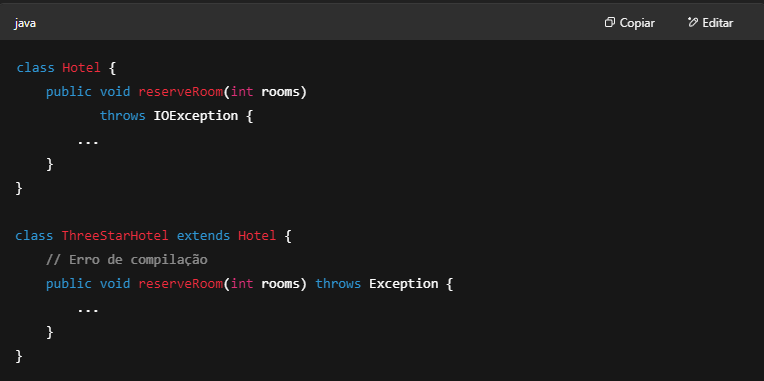 java
Copiar
Editar
class Hotel {
    public void reserveRoom(int rooms)
           throws IOException {
        ...
    }
}

class ThreeStarHotel extends Hotel {
    // Erro de compilação
    public void reserveRoom(int rooms) throws Exception {
        ...
    }
}